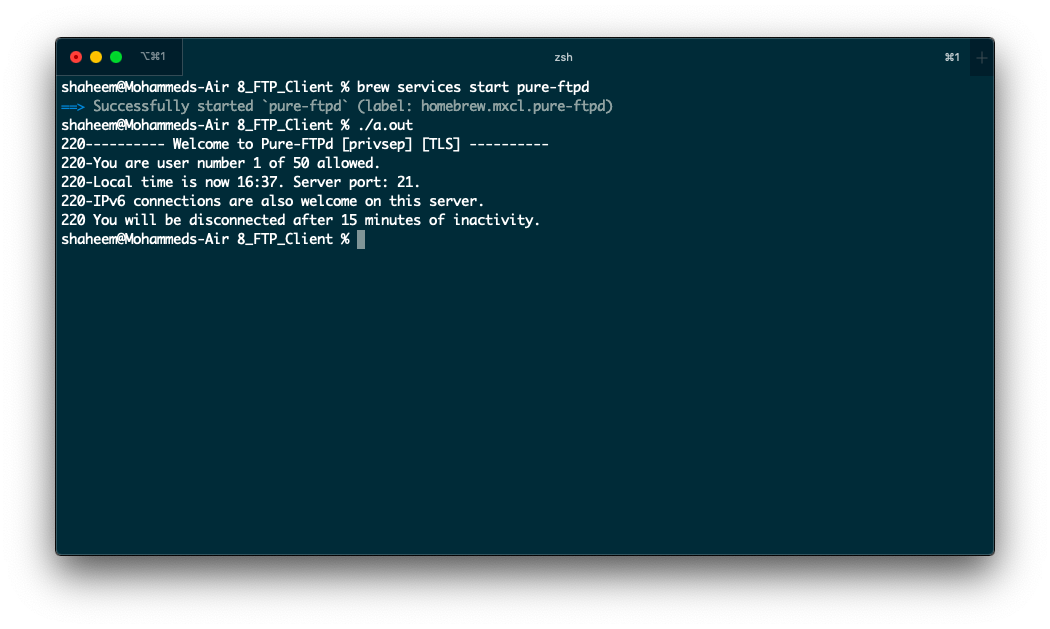 ⌥⌘1
zsh
⌘1
shaheem@Mohammeds-Air 8_FTP_Client % brew services start pure-ftpd
==> Successfully started `pure-ftpd` (label: homebrew.mxcl.pure-ftpd)
shaheem@Mohammeds-Air 8_FTP_Client % ./a.out
220---------- Welcome to Pure-FTPd [privsep] [TLS] ----------
220-You are user number 1 of 50 allowed.
220-Local time is now 16:37. Server port: 21.
220-IPv6 connections are also welcome on this server.
220 You will be disconnected after 15 minutes of inactivity.
shaheem@Mohammeds-Air 8_FTP_Client %